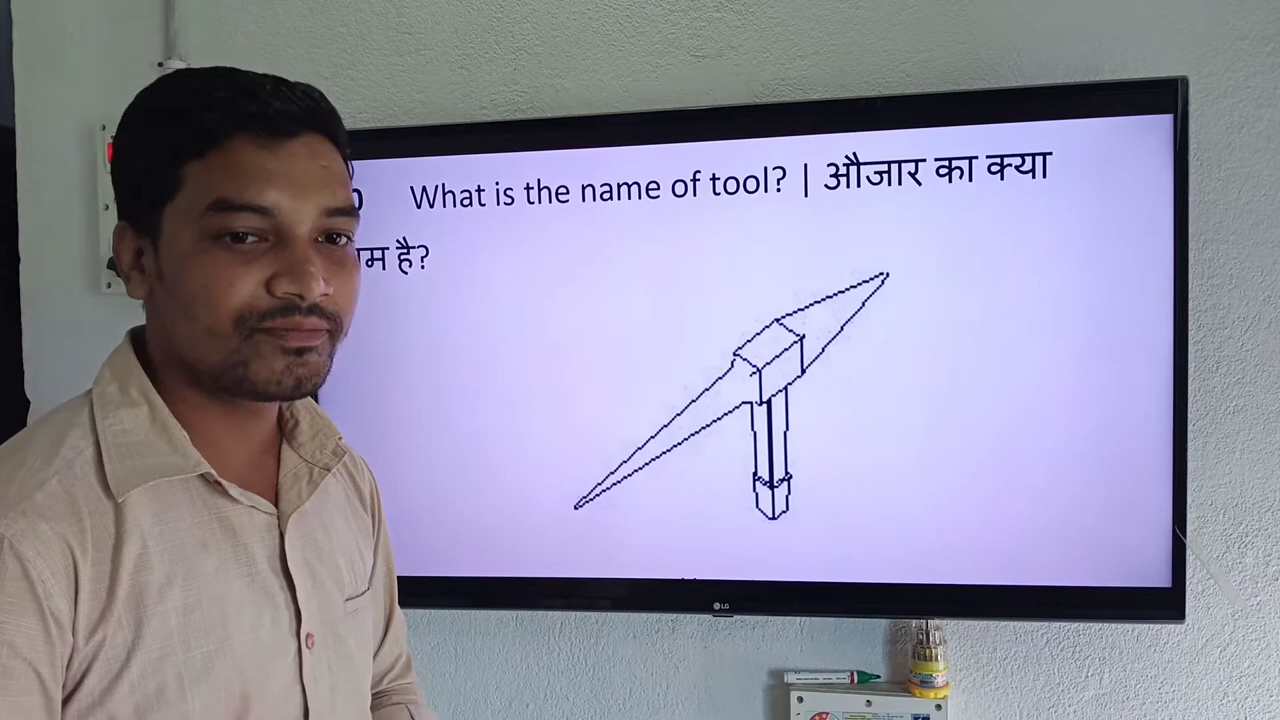 What is the name of tool? | औजार का क्या
है?
LG